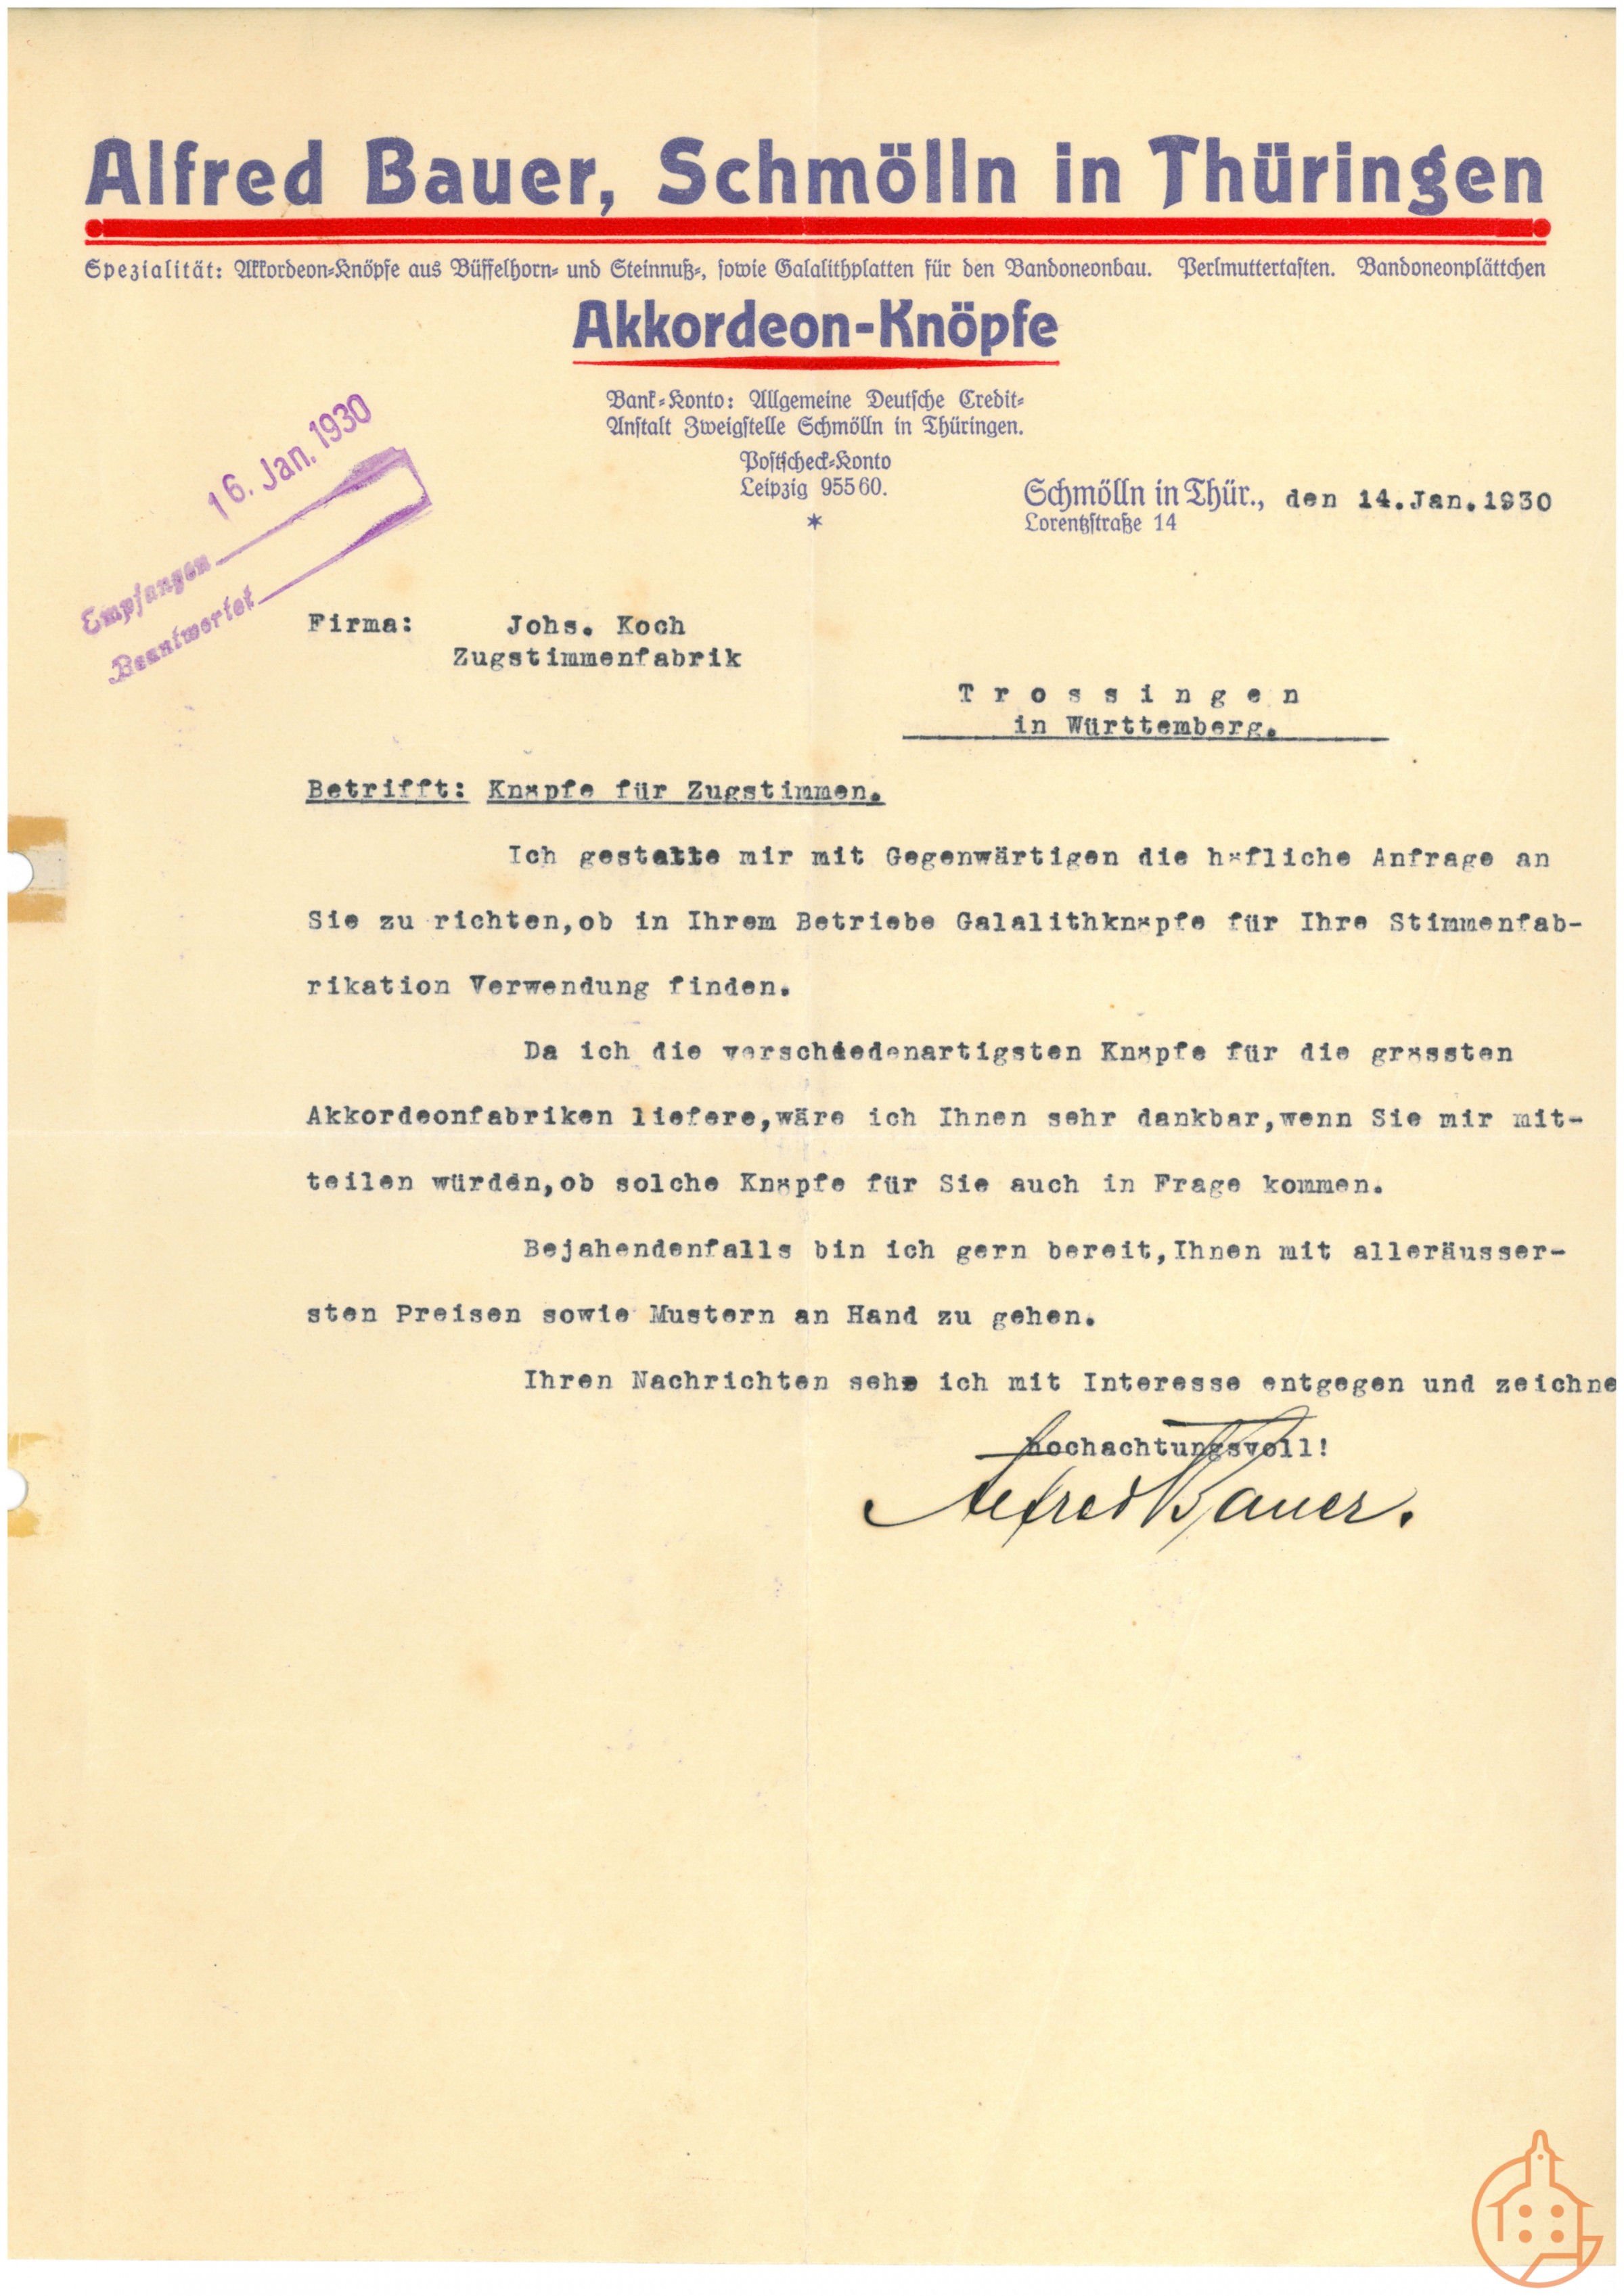 Alfred Bauer, Schmölln in Thüringen
Spezialität: Akkordeon-Knöpfe aus Büffelhorn- und Steinnuß-, sowie Galalithplatten für den Bandoneonbau. Perlmuttertasten. Bandoneonplättchen
Akkordeon-Knöpfe
Bank-Konto: Allgemeine Deutsche Credit-
Anstalt Zweigstelle Schmölln in Thüringen.
Postscheck-Konto
Leipzig 95560.
*
Schmölln in Thür., den 14.Jan.1930
Lorentzstraße 14
16. Jan. 1930
Empfangen
Beantwortet
Firma: Johs. Koch
Zugstimmenfabrik
Trossingen
in Württemberg.
Betrifft: Knöpfe für Zugstimmen.
Ich gestatte mir mit Gegenwärtigen die höfliche Anfrage an
Sie zu richten,ob in Ihrem Betriebe Galalithknöpfe für Ihre Stimmenfab-
rikation Verwendung finden.
Da ich die verschiedenartigsten Knöpfe für die grössten
Akkordeonfabriken liefere,wäre ich Ihnen sehr dankbar,wenn Sie mir mit-
teilen würden,ob solche Knöpfe für Sie auch in Frage kommen.
Bejahendenfalls bin ich gern bereit,Ihnen mit alleräusser-
sten Preisen sowie Mustern an Hand zu gehen.
Ihren Nachrichten sehe ich mit Interesse entgegen und zeichne
hochachtungsvoll!
Alfred Bauer.